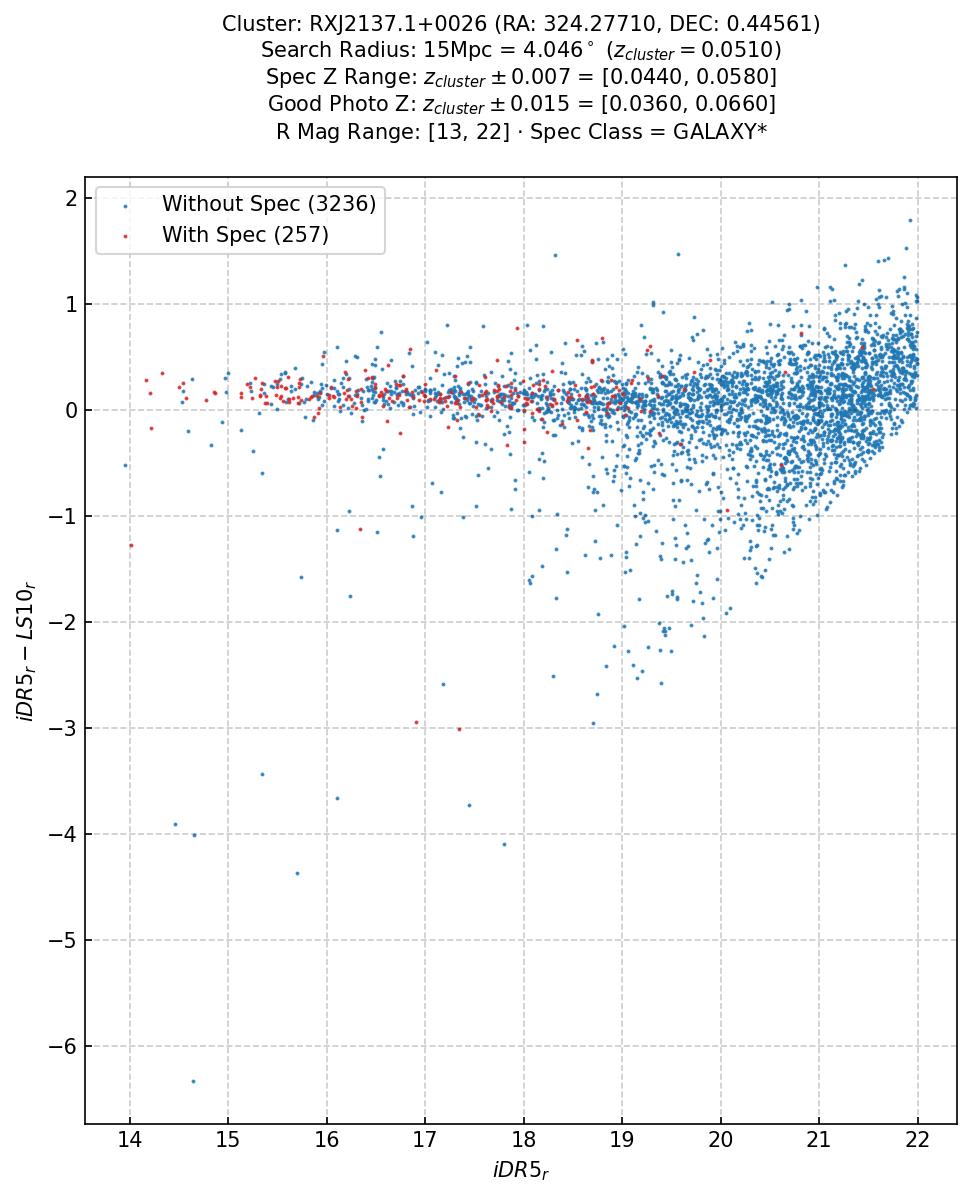 Cluster: RXJ2137.1+0026 (RA: 324.27710, DEC: 0.44561)
Search Radius: 15Mpc = 4.046° (z_cluster = 0.0510)
Spec Z Range: z_cluster ± 0.007 = [0.0440, 0.0580]
Good Photo Z: z_cluster ± 0.015 = [0.0360, 0.0660]
R Mag Range: [13, 22] · Spec Class = GALAXY*
Without Spec (3236)
With Spec (257)
2
1
0
−1
−2
−3
−4
−5
−6
iDR5_r − LS10_r
14 15 16 17 18 19 20 21 22
iDR5_r